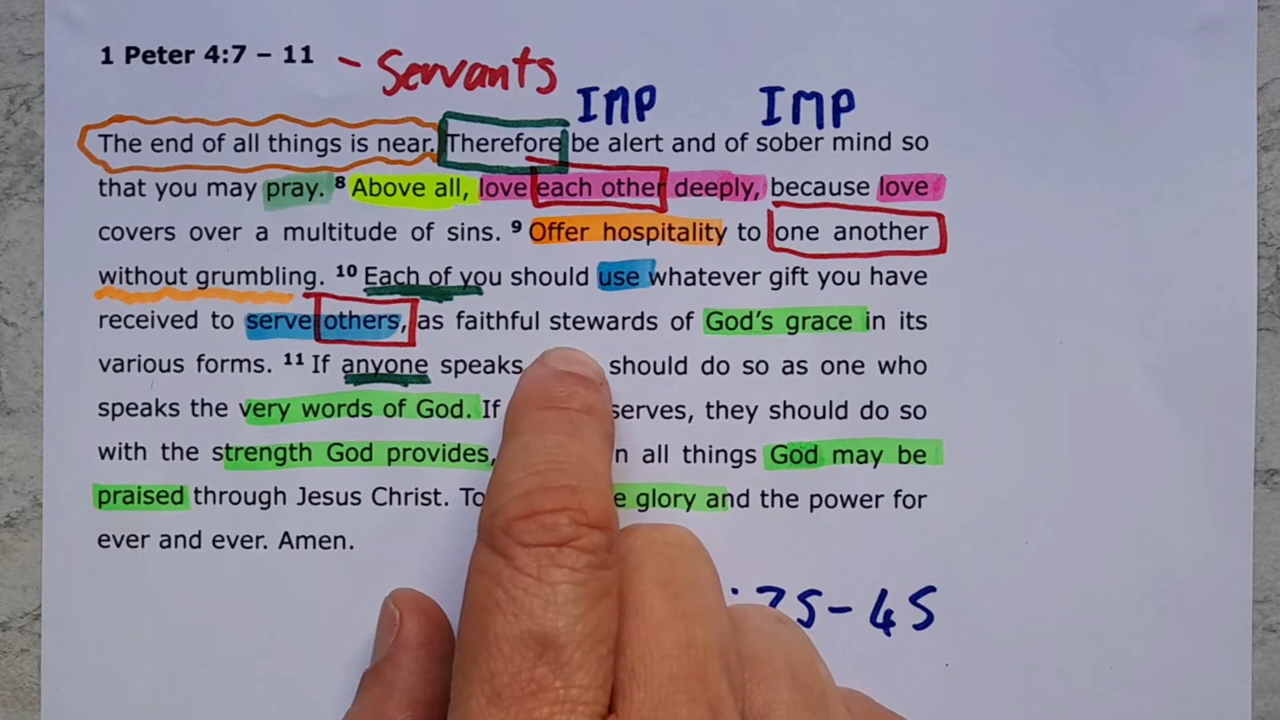 1 Peter 4:7 – 11 - Servants
IMP IMP
The end of all things is near. Therefore be alert and of sober mind so
that you may pray. 8 Above all, love each other deeply, because love
covers over a multitude of sins. 9 Offer hospitality to one another
without grumbling. 10 Each of you should use whatever gift you have
received to serve others, as faithful stewards of God's grace in its
various forms. 11 If anyone speaks should do so as one who
speaks the very words of God. If serves, they should do so
with the strength God provides, all things God may be
praised through Jesus Christ. To glory and the power for
ever and ever. Amen.
:25-45